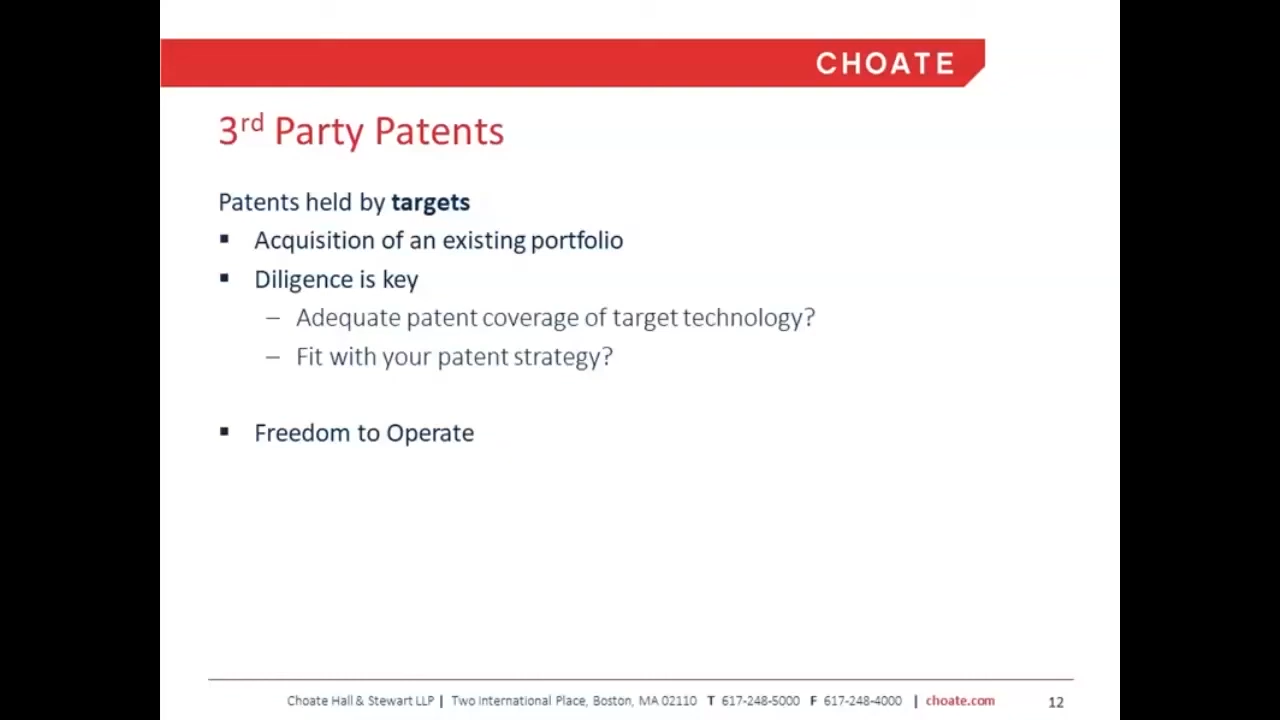 CHOATE
3rd Party Patents
Patents held by targets
▪ Acquisition of an existing portfolio
▪ Diligence is key
– Adequate patent coverage of target technology?
– Fit with your patent strategy?
▪ Freedom to Operate
Choate Hall & Stewart LLP | Two International Place, Boston, MA 02110 T 617-248-5000 F 617-248-4000 | choate.com 12